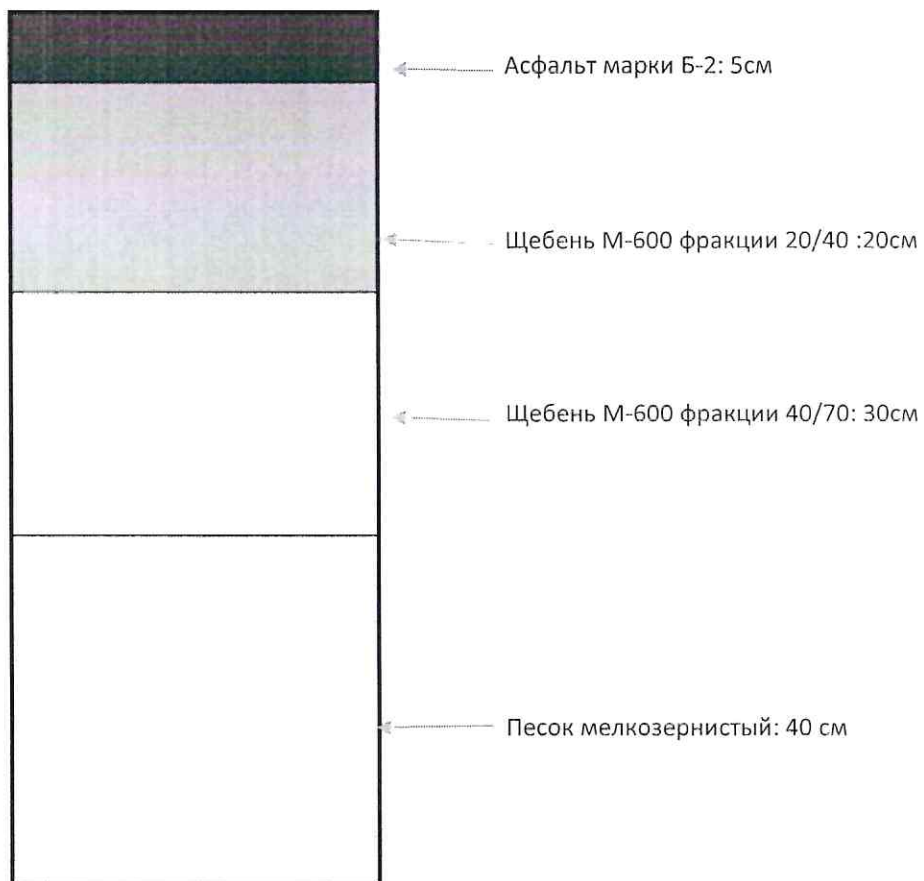 Асфальт марки Б-2: 5см
Щебень М-600 фракции 20/40 :20см
Щебень М-600 фракции 40/70: 30см
Песок мелкозернистый: 40 см